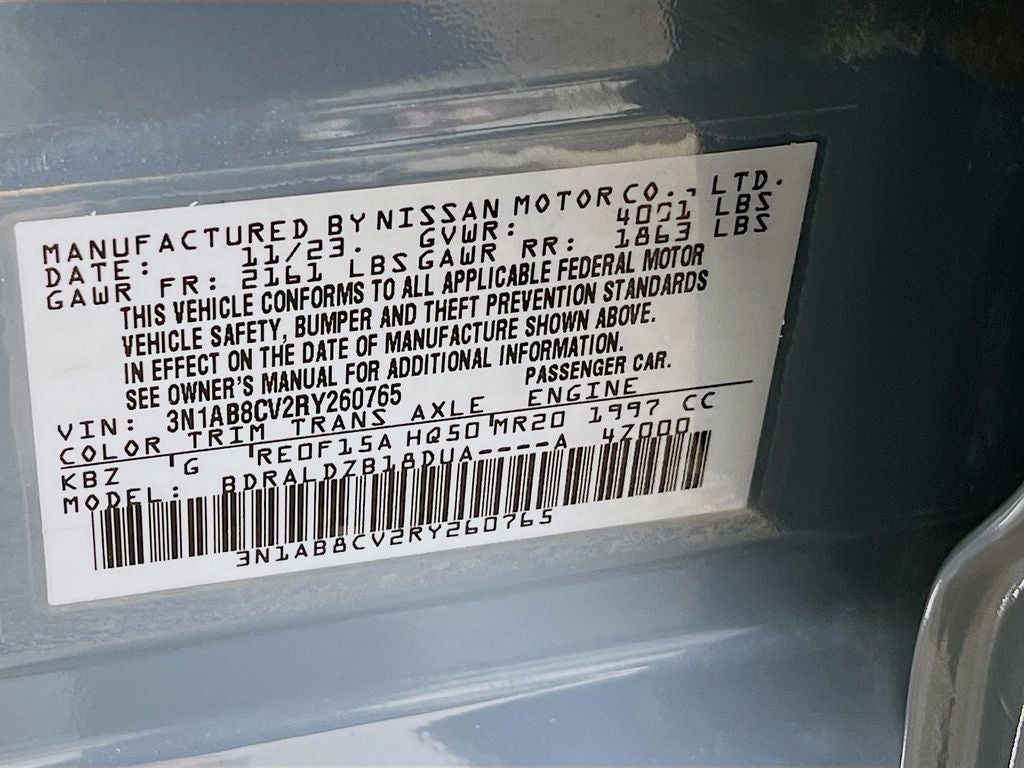 MANUFACTURED BY NISSAN MOTOR CO., LTD.
DATE: 11/23. GVWR: 4001 LBS
GAWR FR: 2161 LBS GAWR RR: 1863 LBS
THIS VEHICLE CONFORMS TO ALL APPLICABLE FEDERAL MOTOR
VEHICLE SAFETY, BUMPER AND THEFT PREVENTION STANDARDS
IN EFFECT ON THE DATE OF MANUFACTURE SHOWN ABOVE.
SEE OWNER'S MANUAL FOR ADDITIONAL INFORMATION.
VIN: 3N1AB8CV2RY260765 PASSENGER CAR.
COLOR TRIM TRANS AXLE ENGINE
KBZ G RE0F15A HQ50 MR20 1997 CC
MODEL: BDRALDZB18DUA----A 4Z000
3N1AB8CV2RY260765